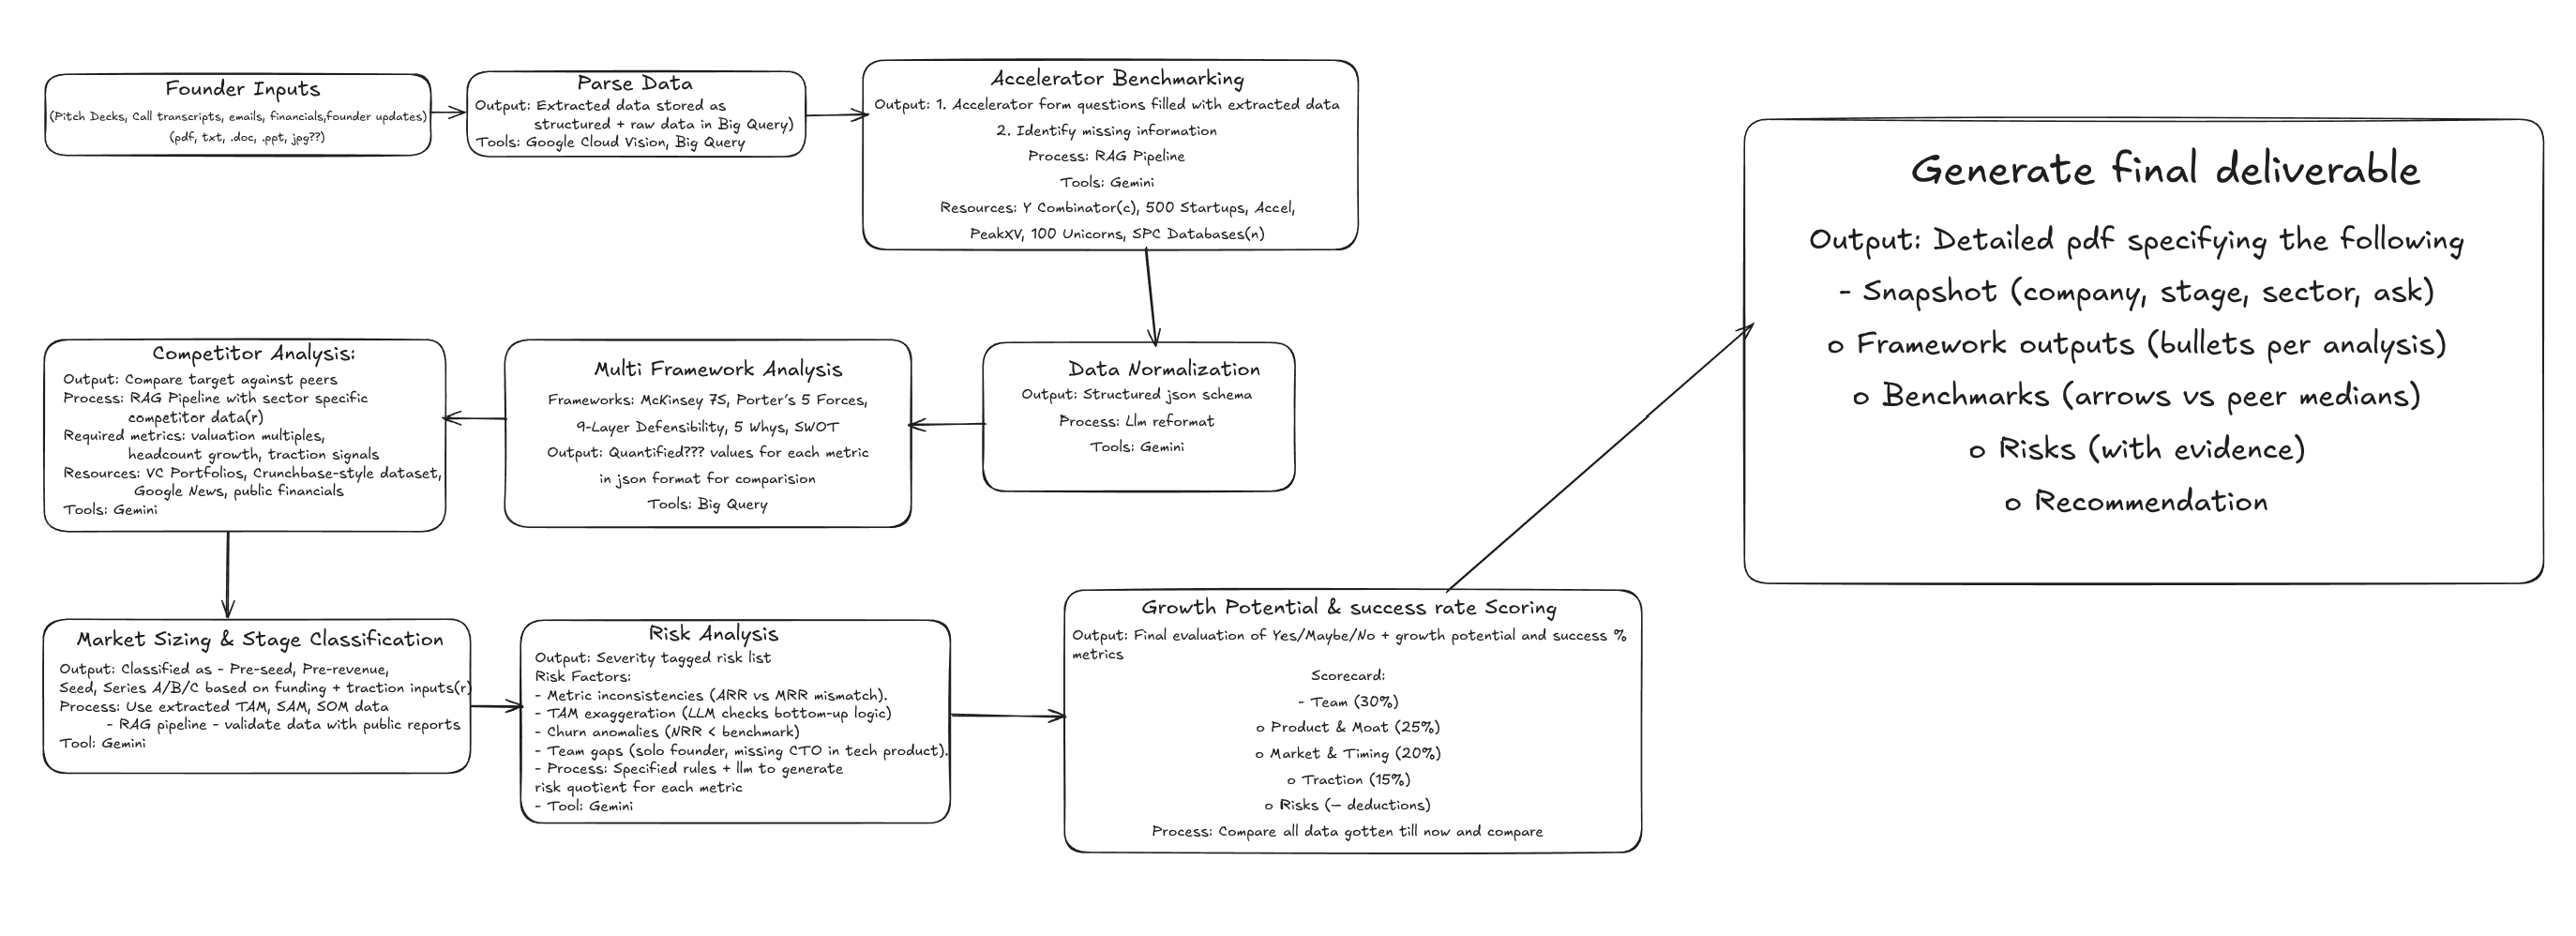 Founder Inputs
(Pitch Decks, Call transcripts, emails, financials,founder updates)
(pdf, txt, .doc, .ppt, jpg??)
Parse Data
Output: Extracted data stored as
structured + raw data in Big Query)
Tools: Google Cloud Vision, Big Query
Accelerator Benchmarking
Output: 1. Accelerator form questions filled with extracted data
2. Identify missing information
Process: RAG Pipeline
Tools: Gemini
Resources: Y Combinator(c), 500 Startups, Accel,
PeakXV, 100 Unicorns, SPC Databases(n)
Data Normalization
Output: Structured json schema
Process: Llm reformat
Tools: Gemini
Multi Framework Analysis
Frameworks: McKinsey 7S, Porter's 5 Forces,
9-Layer Defensibility, 5 Whys, SWOT
Output: Quantified??? values for each metric
in json format for comparision
Tools: Big Query
Competitor Analysis:
Output: Compare target against peers
Process: RAG Pipeline with sector specific
competitor data(r)
Required metrics: valuation multiples,
headcount growth, traction signals
Resources: VC Portfolios, Crunchbase-style dataset,
Google News, public financials
Tools: Gemini
Market Sizing & Stage Classification
Output: Classified as - Pre-seed, Pre-revenue,
Seed, Series A/B/C based on funding + traction inputs(r)
Process: Use extracted TAM, SAM, SOM data
- RAG pipeline - validate data with public reports
Tool: Gemini
Risk Analysis
Output: Severity tagged risk list
Risk Factors:
- Metric inconsistencies (ARR vs MRR mismatch).
- TAM exaggeration (LLM checks bottom-up logic)
- Churn anomalies (NRR < benchmark)
- Team gaps (solo founder, missing CTO in tech product).
- Process: Specified rules + llm to generate
risk quotient for each metric
- Tool: Gemini
Growth Potential & success rate Scoring
Output: Final evaluation of Yes/Maybe/No + growth potential and success %
metrics
Scorecard:
- Team (30%)
o Product & Moat (25%)
o Market & Timing (20%)
o Traction (15%)
o Risks (— deductions)
Process: Compare all data gotten till now and compare
Generate final deliverable
Output: Detailed pdf specifying the following
- Snapshot (company, stage, sector, ask)
o Framework outputs (bullets per analysis)
o Benchmarks (arrows vs peer medians)
o Risks (with evidence)
o Recommendation